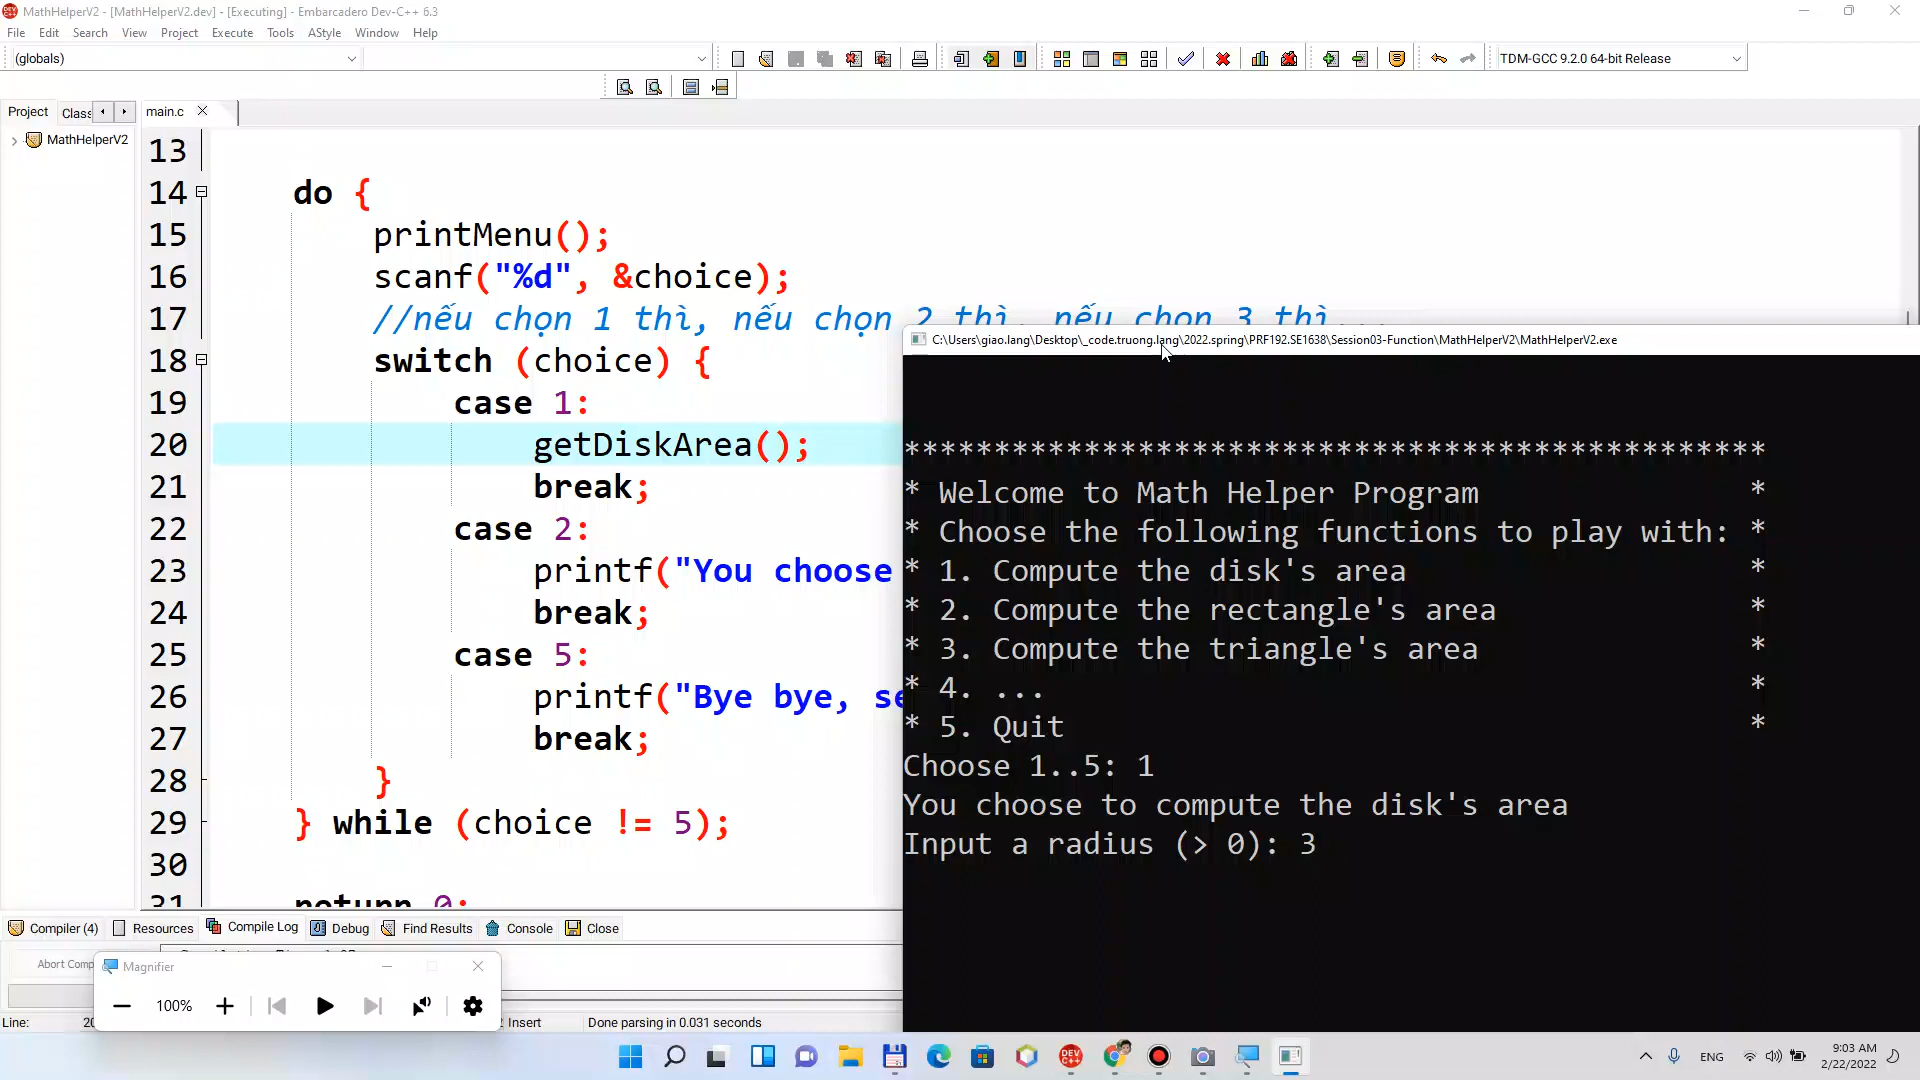 MathHelperV2 - [MathHelperV2.dev] - [Executing] - Embarcadero Dev-C++ 6.3
File Edit Search View Project Execute Tools AStyle Window Help
(globals)
TDM-GCC 9.2.0 64-bit Release
Project Class main.c
MathHelperV2
13
14 do {
15 printMenu();
16 scanf("%d", &choice);
17 //nếu chọn 1 thì, nếu chọn 2 thì, nếu chọn 3 thì...
18 switch (choice) {
19 case 1:
20 getDiskArea();
21 break;
22 case 2:
23 printf("You choose
24 break;
25 case 5:
26 printf("Bye bye, se
27 break;
28 }
29 } while (choice != 5);
30
31 return 0;
C:\Users\giao.lang\Desktop\_code.truong.lang\2022.spring\PRF192.SE1638\Session03-Function\MathHelperV2\MathHelperV2.exe
************************************************
* Welcome to Math Helper Program *
* Choose the following functions to play with: *
* 1. Compute the disk's area *
* 2. Compute the rectangle's area *
* 3. Compute the triangle's area *
* 4. ... *
* 5. Quit *
Choose 1..5: 1
You choose to compute the disk's area
Input a radius (> 0): 3
Compiler (4) Resources Compile Log Debug Find Results Console Close
Abort Comp
Magnifier
100%
Line: 20 Insert Done parsing in 0.031 seconds
DEV C++
ENG
9:03 AM
2/22/2022